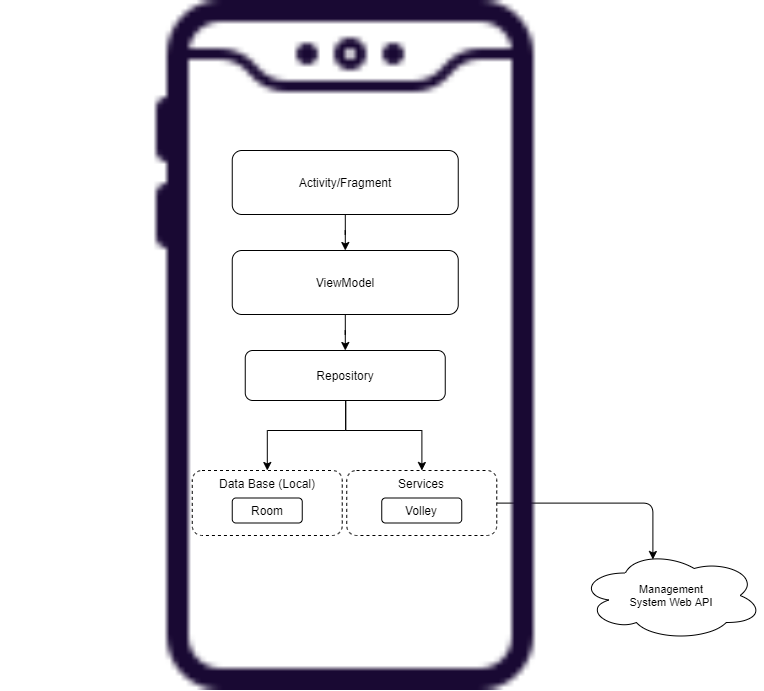 Activity/Fragment
ViewModel
Repository
Data Base (Local)
Services
Room
Volley
Management
System Web API